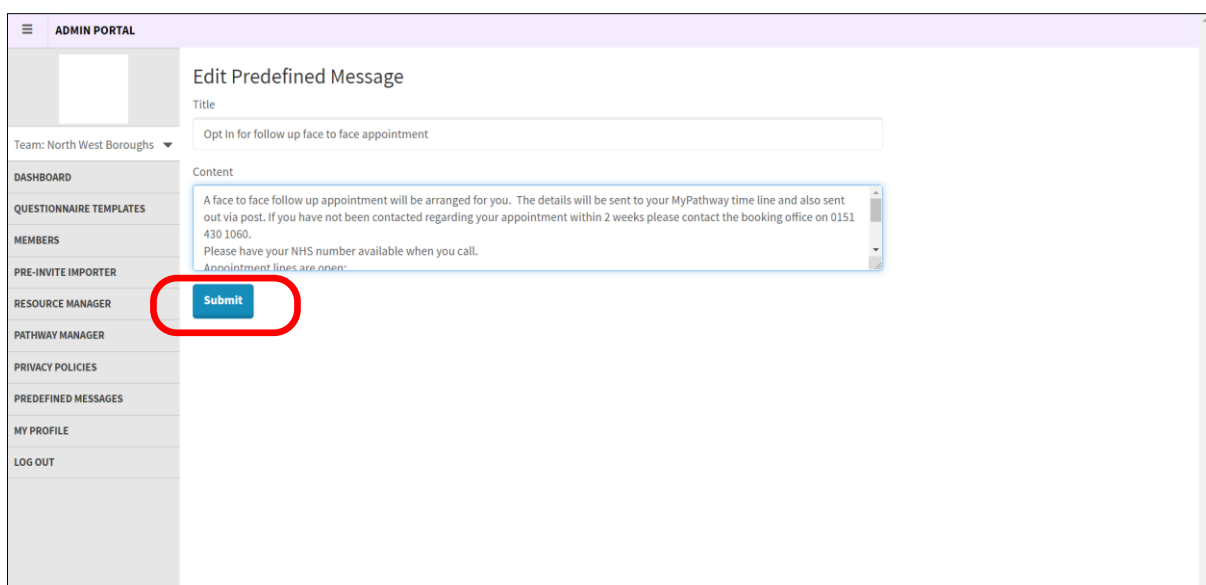 ADMIN PORTAL
Team: North West Boroughs
DASHBOARD
QUESTIONNAIRE TEMPLATES
MEMBERS
PRE-INVITE IMPORTER
RESOURCE MANAGER
PATHWAY MANAGER
PRIVACY POLICIES
PREDEFINED MESSAGES
MY PROFILE
LOG OUT
Edit Predefined Message
Title
Opt In for follow up face to face appointment
Content
A face to face follow up appointment will be arranged for you.  The details will be sent to your MyPathway time line and also sent
out via post. If you have not been contacted regarding your appointment within 2 weeks please contact the booking office on 0151
430 1060.
Please have your NHS number available when you call.
Appointment lines are open:
Submit